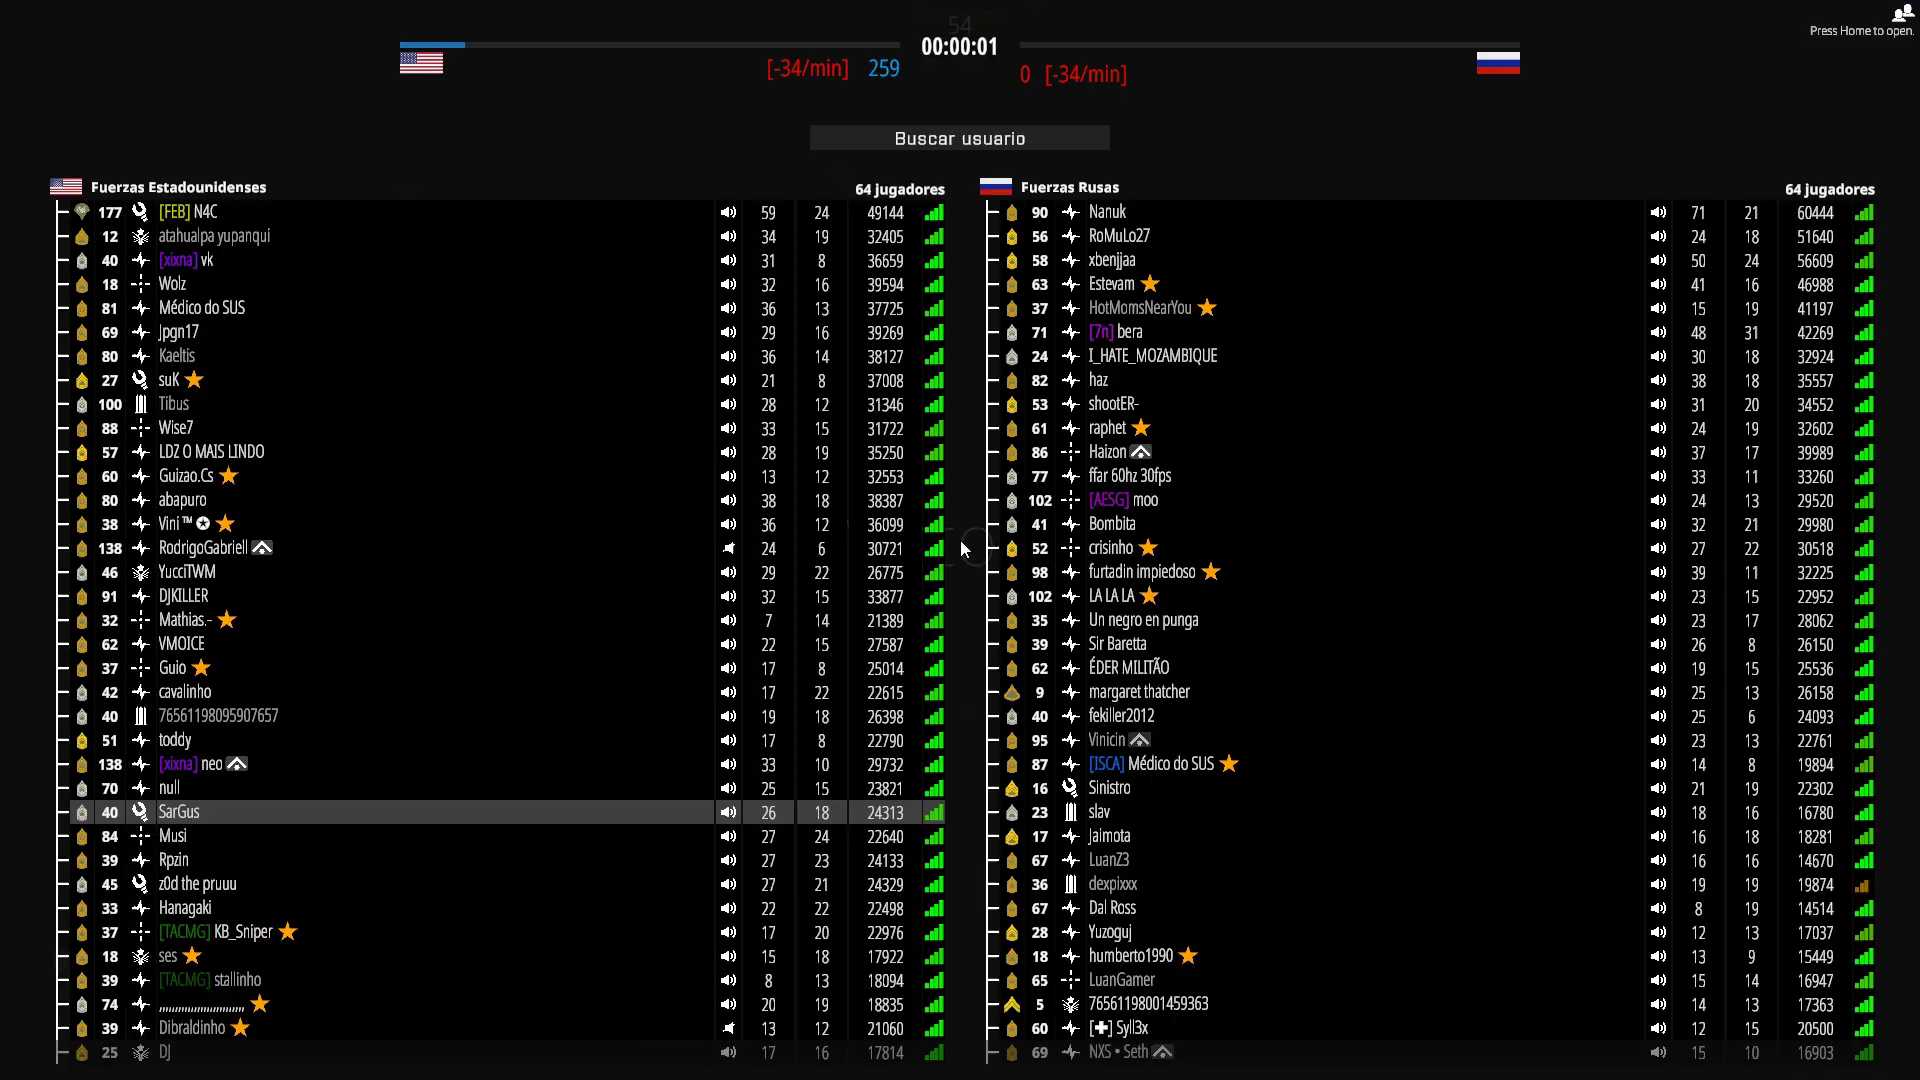 54
Press Home to open.
00:00:01
[-34/min] 259
0 [-34/min]
Buscar usuario
Fuerzas Estadounidenses 64 jugadores
177 [FEB] N4C 59 24 49144
12 atahualpa yupanqui 34 19 32405
40 [xixna] vk 31 8 36659
18 Wolz 32 16 39594
81 Médico do SUS 36 13 37725
69 Jpgn17 29 16 39269
80 Kaeltis 36 14 38127
27 suK 21 8 37008
100 Tibus 28 12 31346
88 Wise7 33 15 31722
57 LDZ O MAIS LINDO 28 19 35250
60 Guizao.Cs 13 12 32553
80 abapuro 38 18 38387
38 Vini™✪ 36 12 36099
138 RodrigoGabriell 24 6 30721
46 YucciTWM 29 22 26775
91 DJKILLER 32 15 33877
32 Mathias.- 7 14 21389
62 VMOICE 22 15 27587
37 Guio 17 8 25014
42 cavalinho 17 22 22615
40 76561198095907657 19 18 26398
51 toddy 17 8 22790
138 [xixna] neo 33 10 29732
70 null 25 15 23821
40 SarGus 26 18 24313
84 Musi 27 24 22640
39 Rpzin 27 23 24133
45 z0d the pruuu 27 21 24329
33 Hanagaki 22 22 22498
37 [TACMG] KB_Sniper 17 20 22976
18 ses 15 18 17922
39 [TACMG] stallinho 8 13 18094
74 20 19 18835
39 Dibraldinho 13 12 21060
25 DJ 17 16 17814
Fuerzas Rusas 64 jugadores
90 Nanuk 71 21 60444
56 RoMuLo27 24 18 51640
58 xbenjjaa 50 24 56609
63 Estevam 41 16 46988
37 HotMomsNearYou 15 19 41197
71 [7n] bera 48 31 42269
24 I_HATE_MOZAMBIQUE 30 18 32924
82 haz 38 18 35557
53 shootER- 31 20 34552
61 raphet 24 19 32602
86 Haizon 37 17 39989
77 ffar 60hz 30fps 33 11 33260
102 [AESG] moo 24 13 29520
41 Bombita 32 21 29980
52 crisinho 27 22 30518
98 furtadin impiedoso 39 11 32225
102 LA LA LA 23 15 22952
35 Un negro en punga 23 17 28062
39 Sir Baretta 26 8 26150
62 ÉDER MILITÃO 19 15 25536
9 margaret thatcher 25 13 26158
40 fekiller2012 25 6 24093
95 Vinicin 23 13 22761
87 [ISCA] Médico do SUS 14 8 19894
16 Sinistro 21 19 22302
23 slav 18 16 16780
17 Jaimota 16 18 18281
67 LuanZ3 16 16 14670
36 dexpixxx 19 19 19874
67 Dal Ross 8 19 14514
28 Yuzoguj 12 13 17037
18 humberto1990 13 9 15449
65 LuanGamer 15 14 16947
5 76561198001459363 14 13 17363
60 [✚] Syll3x 12 15 20500
69 NXS • Seth 15 10 16903